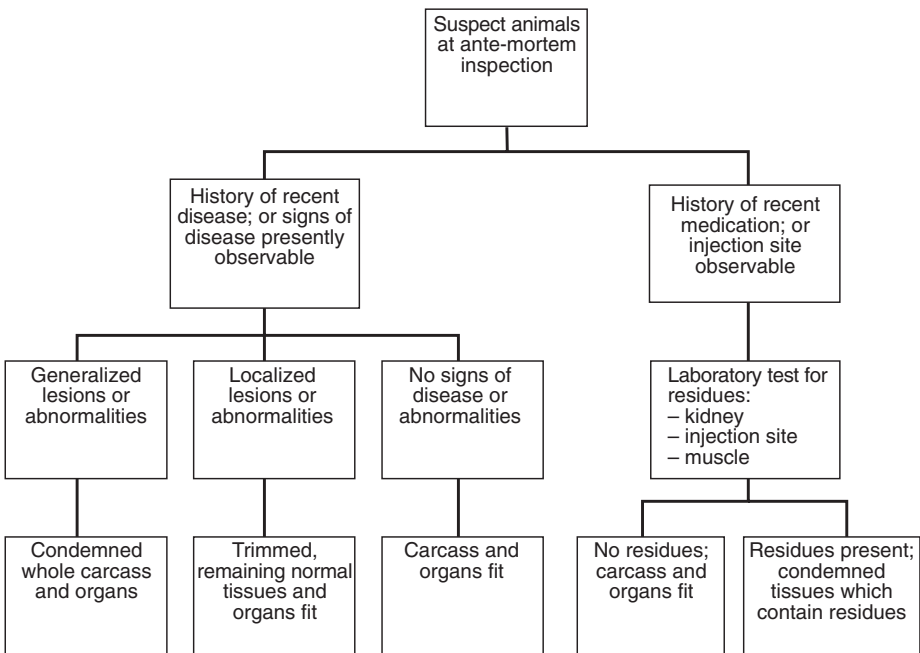 Suspect animals
at ante-mortem
inspection
History of recent
disease; or signs of
disease presently
observable
History of recent
medication; or
injection site
observable
Generalized
lesions or
abnormalities
Localized
lesions or
abnormalities
No signs of
disease or
abnormalities
Laboratory test for
residues:
– kidney
– injection site
– muscle
Condemned
whole carcass
and organs
Trimmed,
remaining normal
tissues and
organs fit
Carcass and
organs fit
No residues;
carcass and
organs fit
Residues present;
condemned
tissues which
contain residues